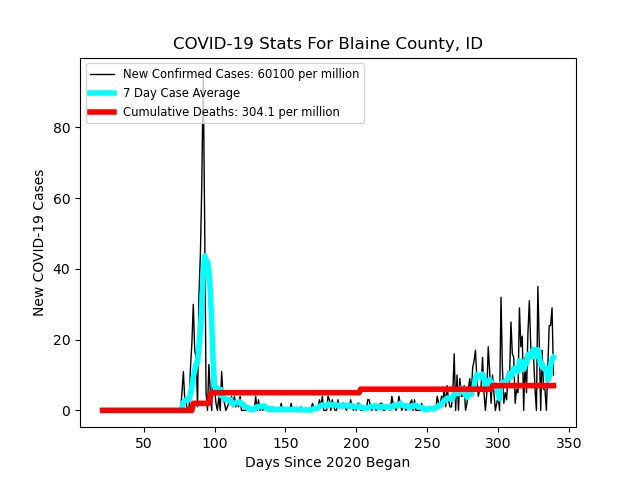 COVID-19 Stats For Blaine County, ID
New Confirmed Cases: 60100 per million
7 Day Case Average
Cumulative Deaths: 304.1 per million
New COVID-19 Cases
80
60
40
20
0
50
100
150
200
250
300
350
Days Since 2020 Began